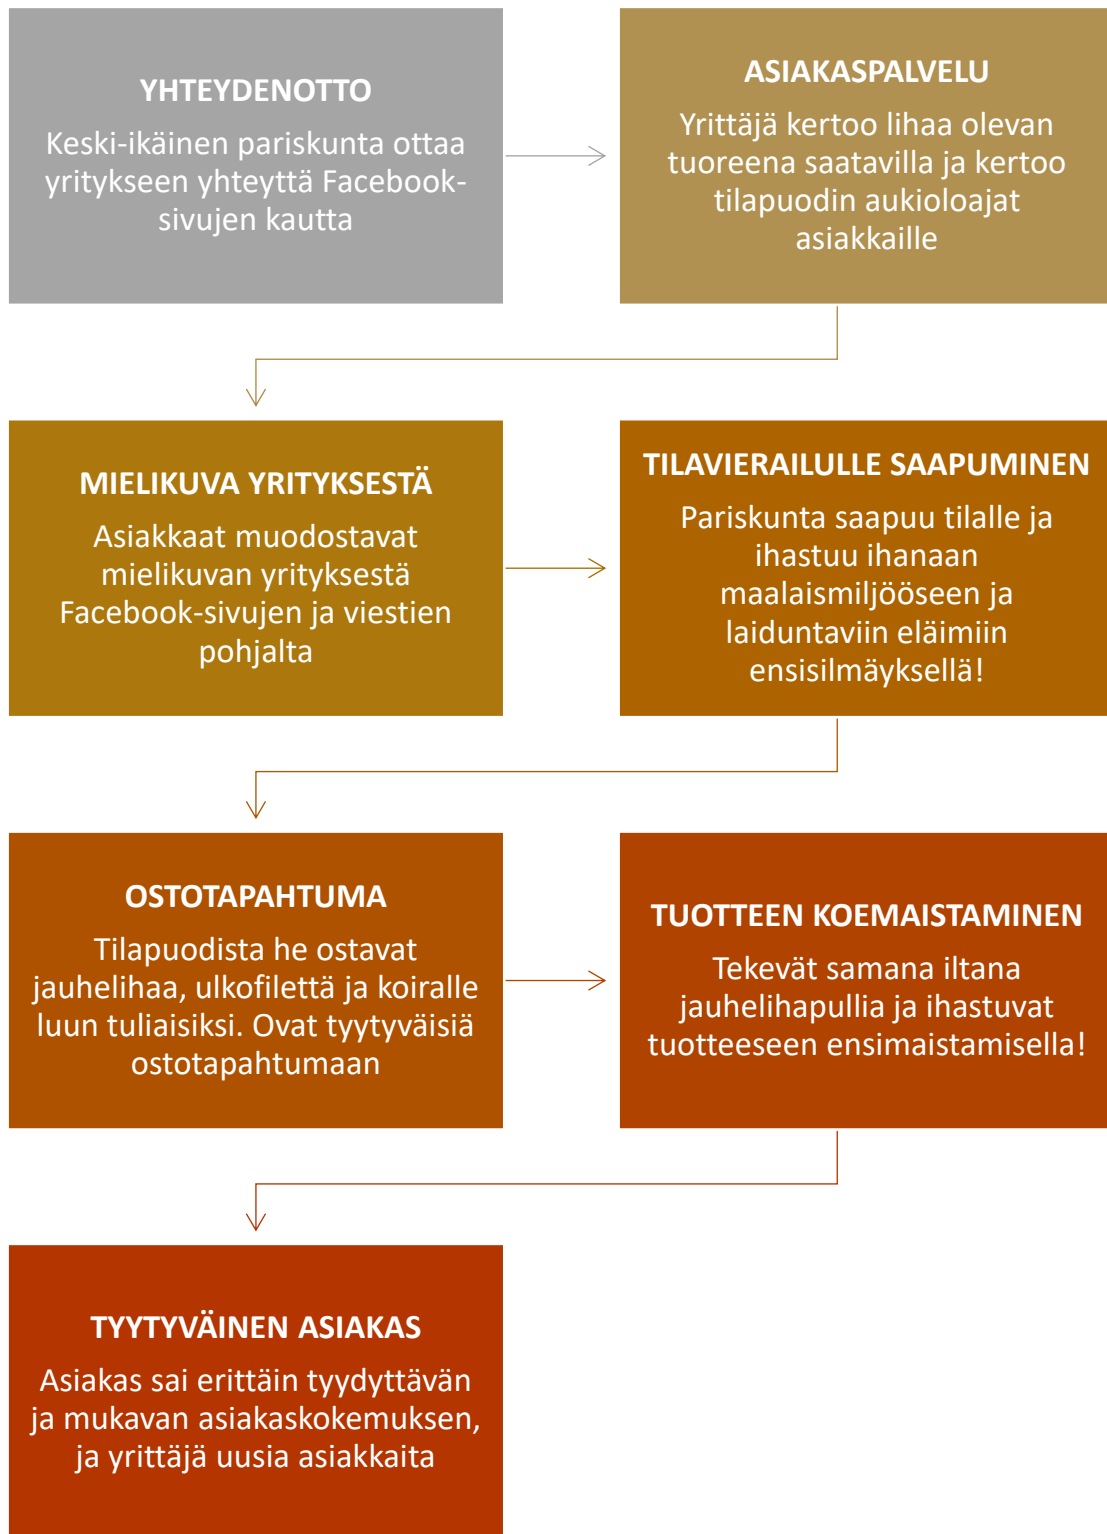 YHTEYDENOTTO
Keski-ikäinen pariskunta ottaa
yritykseen yhteyttä Facebook-
sivujen kautta
ASIAKASPALVELU
Yrittäjä kertoo lihaa olevan
tuoreena saatavilla ja kertoo
tilapuodin aukioloajat
asiakkaille
MIELIKUVA YRITYKSESTÄ
Asiakkaat muodostavat
mielikuvan yrityksestä
Facebook-sivujen ja viestien
pohjalta
TILAVIERAILULLE SAAPUMINEN
Pariskunta saapuu tilalle ja
ihastuu ihanaan
maalaismiljööseen ja
laiduntaviin eläimiin
ensisilmäyksellä!
OSTOTAPAHTUMA
Tilapuodista he ostavat
jauhelihaa, ulkofilettä ja koiralle
luun tuliaisiksi. Ovat tyytyväisiä
ostotapahtumaan
TUOTTEEN KOEMAISTAMINEN
Tekevät samana iltana
jauhelihapullia ja ihastuvat
tuotteeseen ensimaistamisella!
TYYTYVÄINEN ASIAKAS
Asiakas sai erittäin tyydyttävän
ja mukavan asiakaskokemuksen,
ja yrittäjä uusia asiakkaita